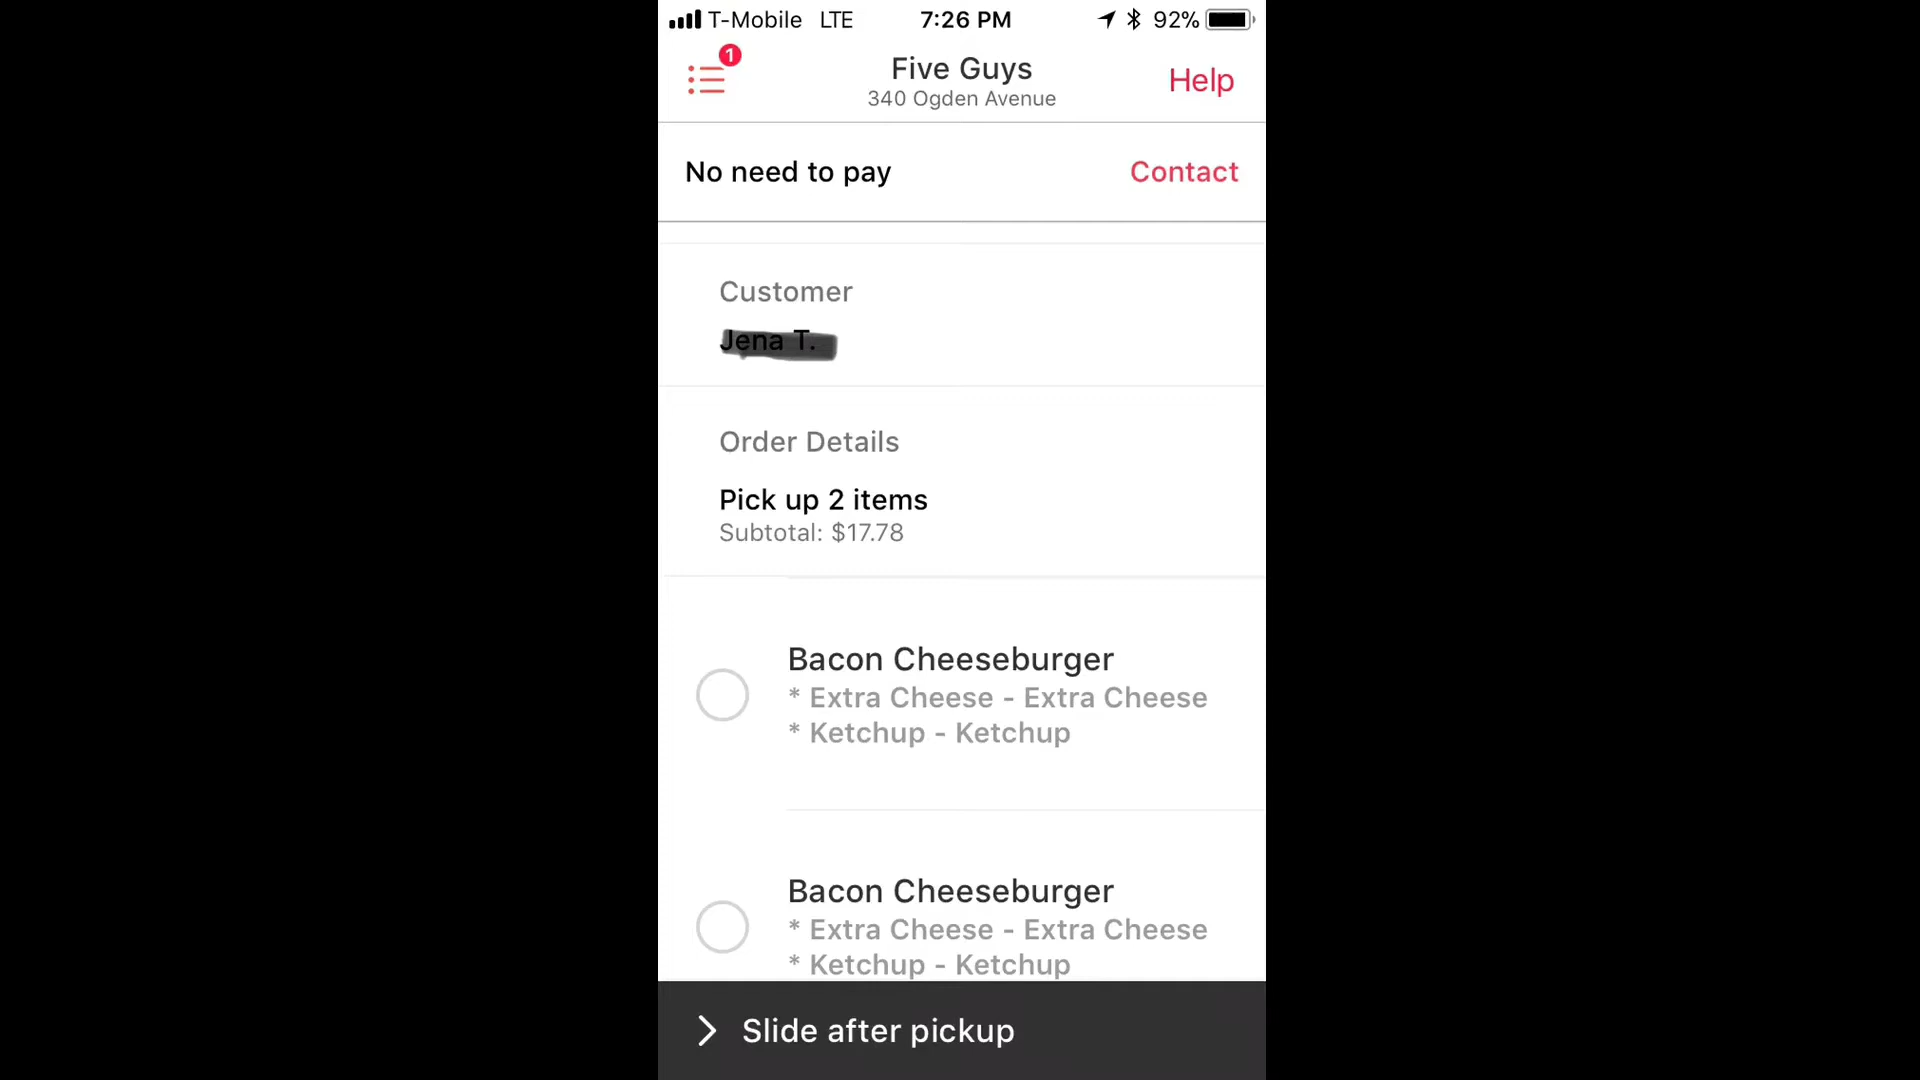 T-Mobile LTE 7:26 PM 92%
1
Five Guys
340 Ogden Avenue
Help
No need to pay
Contact
Customer
Jena T.
Order Details
Pick up 2 items
Subtotal: $17.78
Bacon Cheeseburger
* Extra Cheese - Extra Cheese
* Ketchup - Ketchup
Bacon Cheeseburger
* Extra Cheese - Extra Cheese
* Ketchup - Ketchup
Slide after pickup